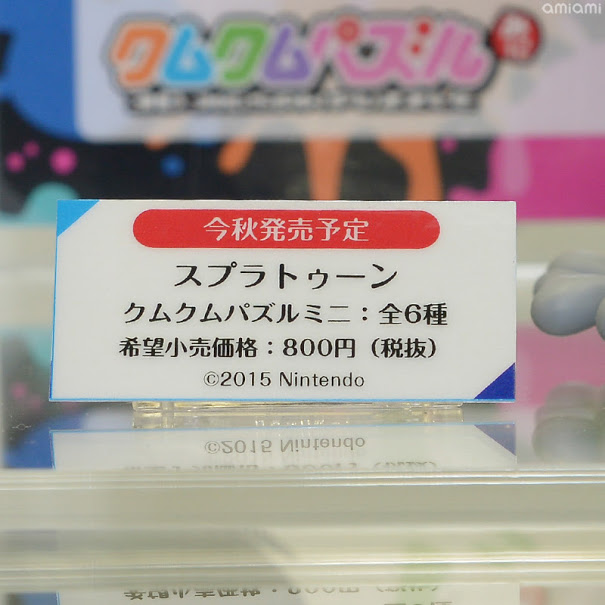 amiami
クムクムパズル
今秋発売予定
スプラトゥーン
クムクムパズルミニ：全6種
希望小売価格：800円（税抜）
©2015 Nintendo